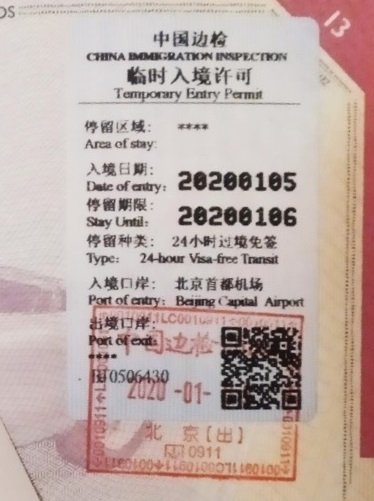 13
中国边检
CHINA IMMIGRATION INSPECTION
临时入境许可
Temporary Entry Permit
停留区域： ****
Area of stay:
入境日期：
Date of entry: 20200105
停留期限：
Stay Until: 20200106
停留种类： 24小时过境免签
Type: 24-hour Visa-free Transit
入境口岸： 北京首都机场
Port of entry: Beijing Capital Airport
出境口岸：
Port of exit:
****
0506430
中国边检
2020-01-
北京［出］
0911